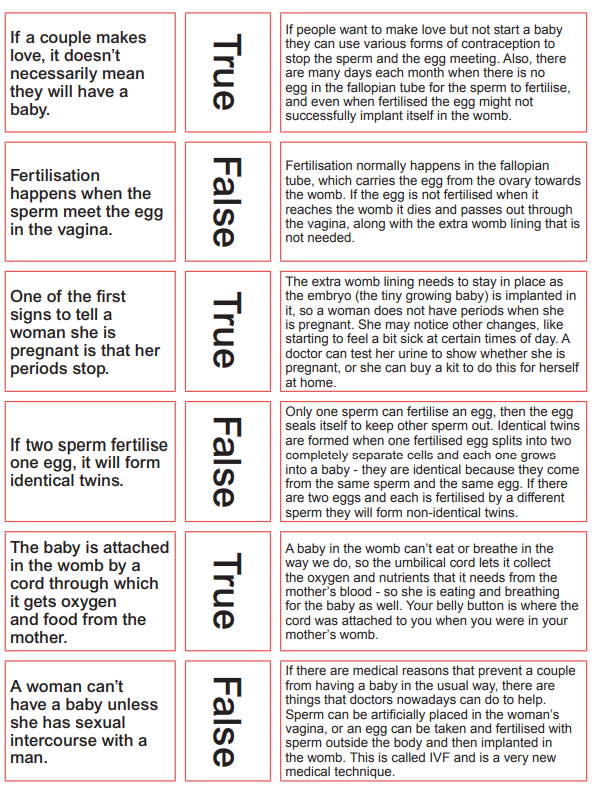 If a couple makes
love, it doesn't
necessarily mean
they will have a
baby.
True
If people want to make love but not start a baby
they can use various forms of contraception to
stop the sperm and the egg meeting. Also, there
are many days each month when there is no
egg in the fallopian tube for the sperm to fertilise,
and even when fertilised the egg might not
successfully implant itself in the womb.
Fertilisation
happens when the
sperm meet the egg
in the vagina.
False
Fertilisation normally happens in the fallopian
tube, which carries the egg from the ovary towards
the womb. If the egg is not fertilised when it
reaches the womb it dies and passes out through
the vagina, along with the extra womb lining that is
not needed.
One of the first
signs to tell a
woman she is
pregnant is that her
periods stop.
True
The extra womb lining needs to stay in place as
the embryo (the tiny growing baby) is implanted in
it, so a woman does not have periods when she
is pregnant. She may notice other changes, like
starting to feel a bit sick at certain times of day. A
doctor can test her urine to show whether she is
pregnant, or she can buy a kit to do this for herself
at home.
If two sperm fertilise
one egg, it will form
identical twins.
False
Only one sperm can fertilise an egg, then the egg
seals itself to keep other sperm out. Identical twins
are formed when one fertilised egg splits into two
completely separate cells and each one grows
into a baby - they are identical because they come
from the same sperm and the same egg. If there
are two eggs and each is fertilised by a different
sperm they will form non-identical twins.
The baby is attached
in the womb by a
cord through which
it gets oxygen
and food from the
mother.
True
A baby in the womb can't eat or breathe in the
way we do, so the umbilical cord lets it collect
the oxygen and nutrients that it needs from the
mother's blood - so she is eating and breathing
for the baby as well. Your belly button is where the
cord was attached to you when you were in your
mother's womb.
A woman can't
have a baby unless
she has sexual
intercourse with a
man.
False
If there are medical reasons that prevent a couple
from having a baby in the usual way, there are
things that doctors nowadays can do to help.
Sperm can be artificially placed in the woman's
vagina, or an egg can be taken and fertilised with
sperm outside the body and then implanted in
the womb. This is called IVF and is a very new
medical technique.